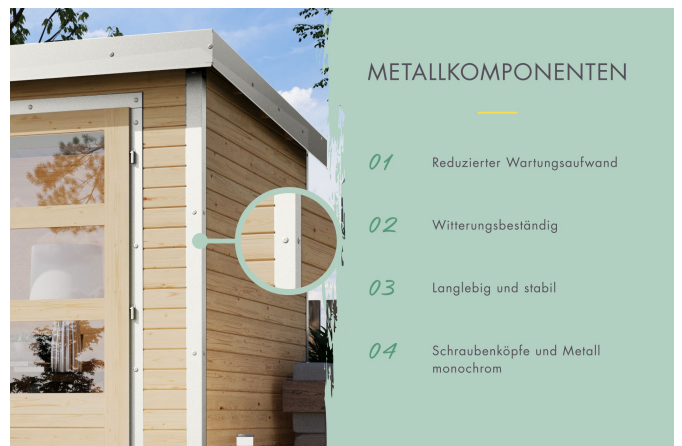 METALLKOMPONENTEN
01 Reduzierter Wartungsaufwand
02 Witterungsbeständig
03 Langlebig und stabil
04 Schraubenköpfe und Metall
monochrom